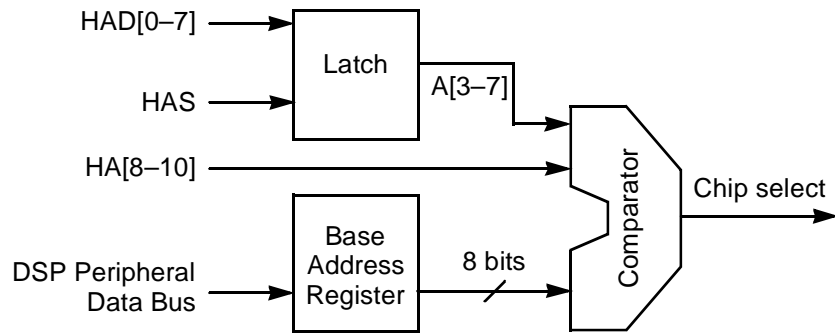 HAD[0–7]
Latch
A[3–7]
HAS
HA[8–10]
Comparator
Chip select
Base
Address
Register
8 bits
DSP Peripheral
Data Bus